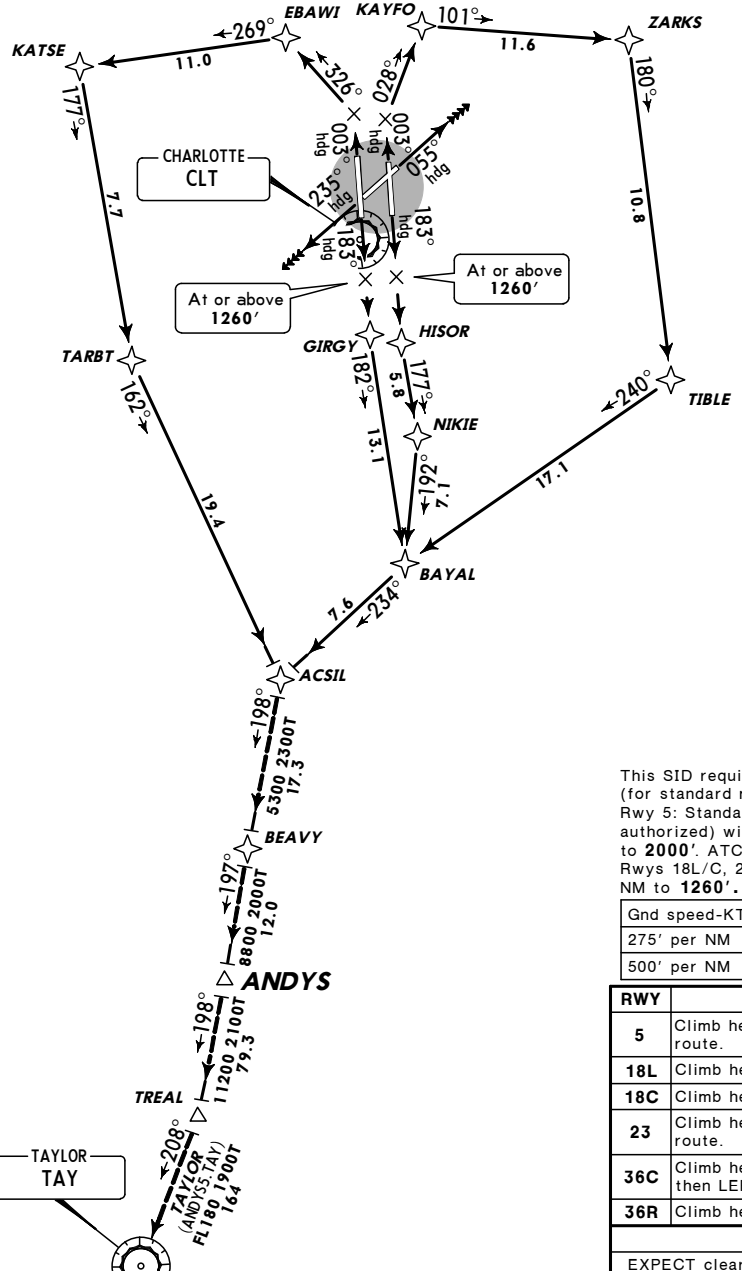 EBAWI
KAYFO
101°
11.6
ZARKS
KATSE
269°
11.0
326°
028°
180°
177°
003°
hdg
003°
hdg
055°
hdg
CHARLOTTE
CLT
235°
hdg
183°
hdg
183°
hdg
7.7
10.8
At or above
1260'
At or above
1260'
GIRGY
HISOR
TARBT
182°
5.8
177°
162°
240°
TIBLE
NIKIE
13.1
192°
7.1
17.1
19.4
BAYAL
7.6
234°
ACSIL
198°
5300 2300T
17.3
This SID requi
(for standard r
Rwy 5: Standa
authorized) wi
to 2000'. ATC
Rwys 18L/C, 2
NM to 1260'.
BEAVY
197°
8800 2000T
12.0
Gnd speed-KT
275' per NM
500' per NM
ANDYS
198°
11200 2100T
79.3
RWY
5 Climb he
route.
18L Climb he
18C Climb he
23 Climb he
route.
36C Climb he
then LE
36R Climb he
EXPECT clear
TREAL
208°
TAYLOR
(ANDYS5.TAY)
FL180 1900T
164
TAYLOR
TAY